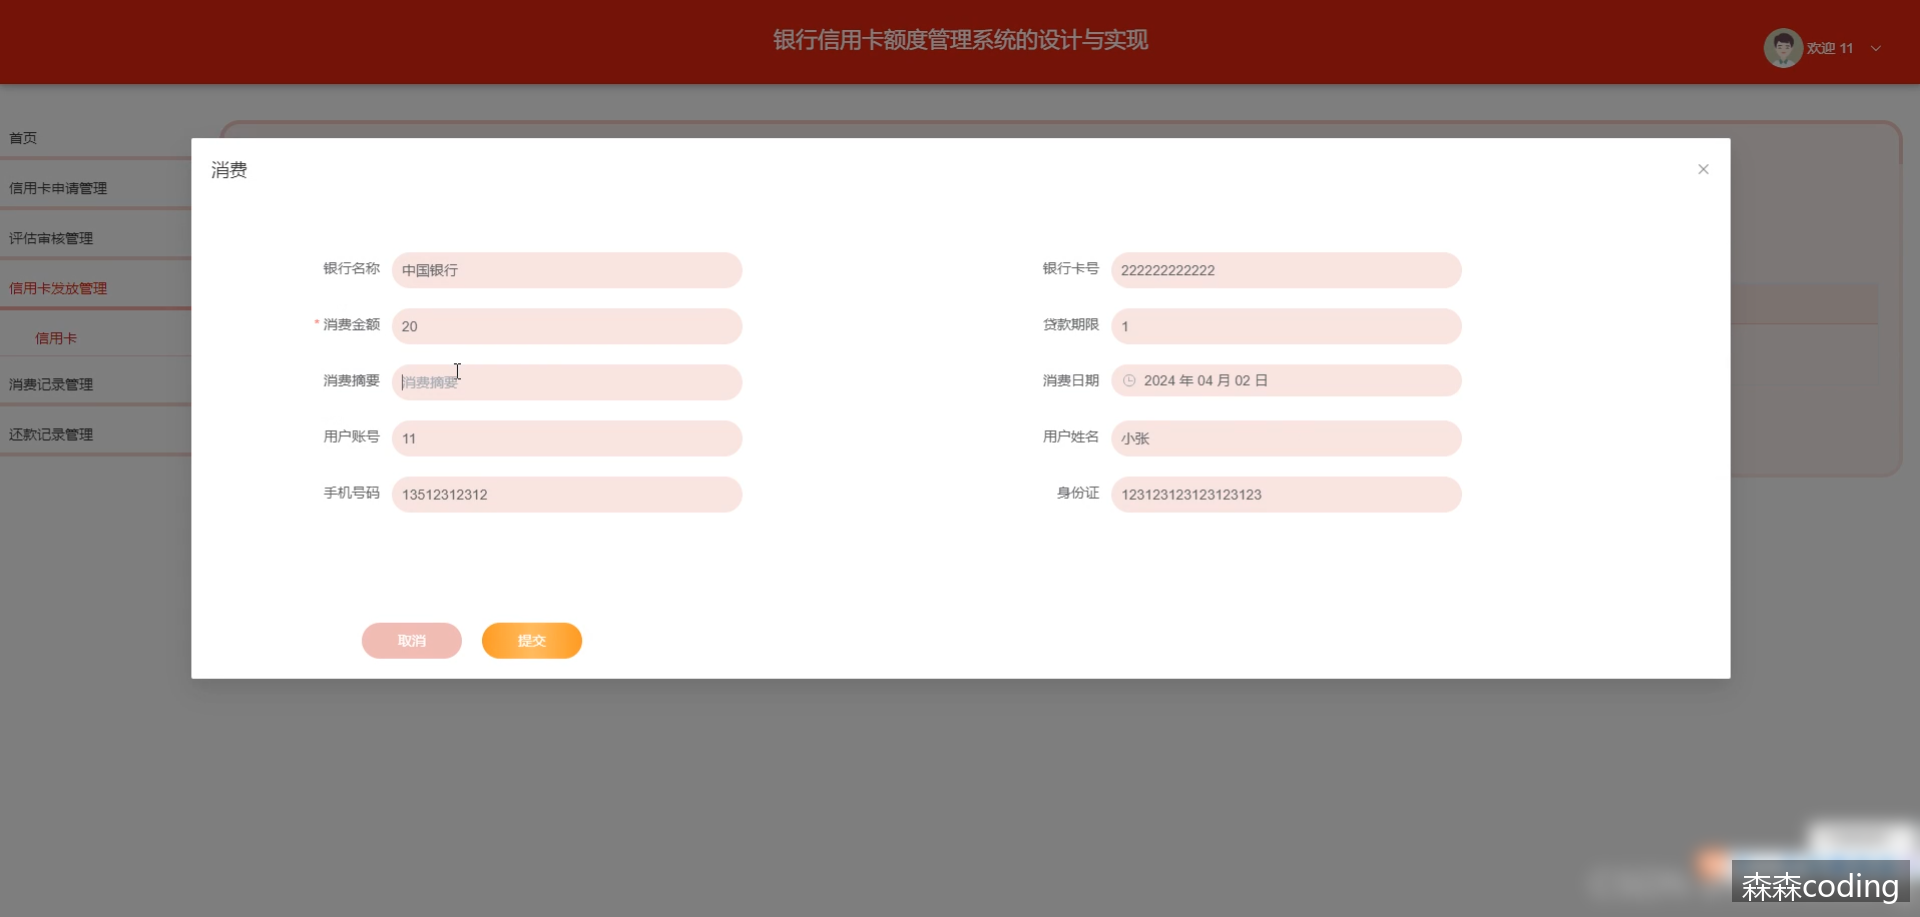 银行信用卡额度管理系统的设计与实现
欢迎 11
首页
信用卡申请管理
评估审核管理
信用卡发放管理
信用卡
消费记录管理
还款记录管理
消费
银行名称 中国银行
银行卡号 222222222222
* 消费金额 20
贷款期限 1
消费摘要 消费摘要
消费日期 2024 年 04 月 02 日
用户账号 11
用户姓名 小张
手机号码 13512312312
身份证 123123123123123123
取消 提交
森森coding